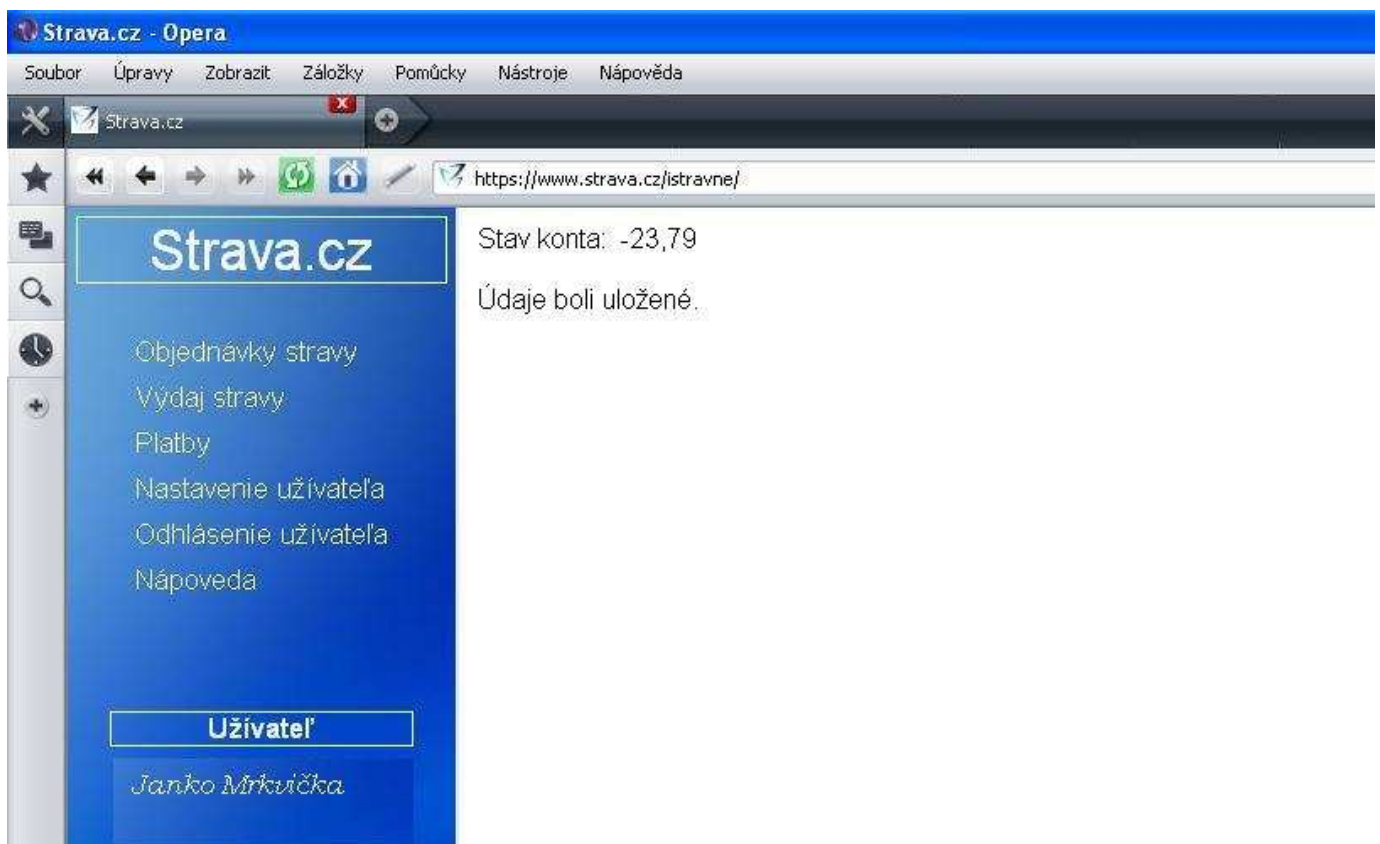 Strava.cz - Opera
Soubor Úpravy Zobrazit Záložky Pomůcky Nástroje Nápověda
Strava.cz
https://www.strava.cz/istravne/
Strava.cz
Objednávky stravy
Výdaj stravy
Platby
Nastavenie užívateľa
Odhlásenie užívateľa
Nápoveda
Užívateľ
Janko Mrkvička
Stav konta: -23,79
Údaje boli uložené.